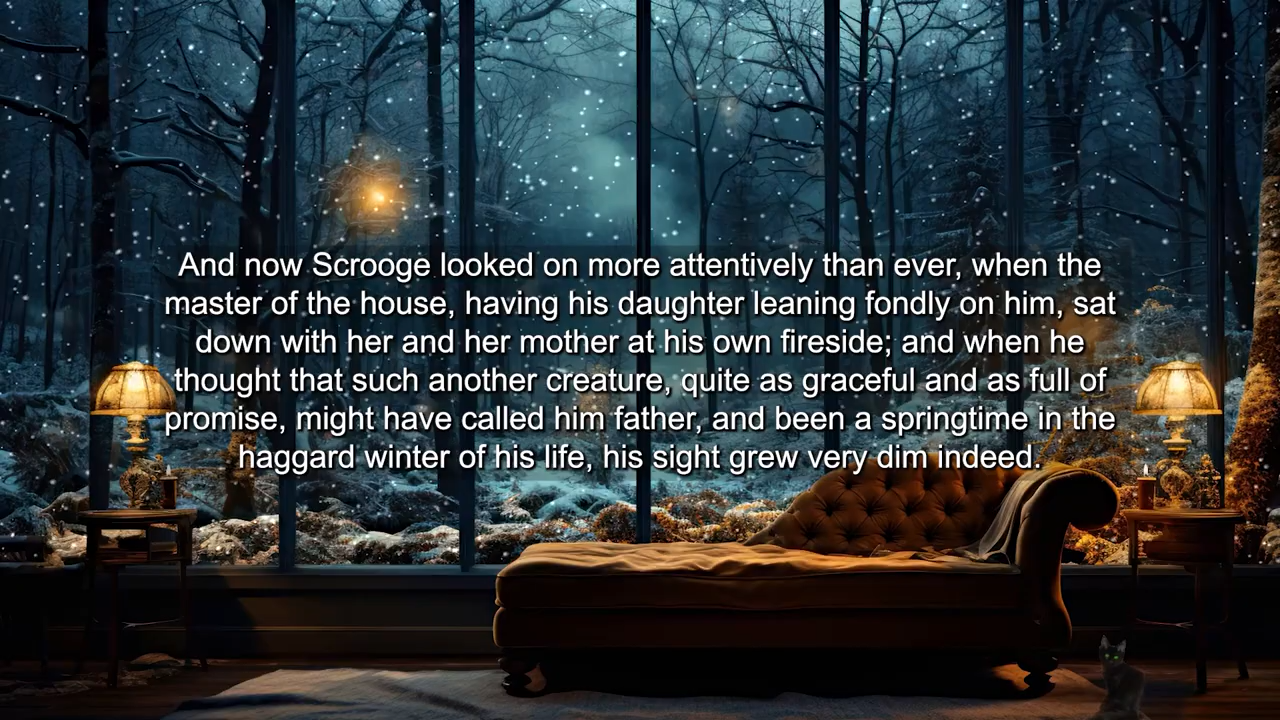 And now Scrooge looked on more attentively than ever, when the
master of the house, having his daughter leaning fondly on him, sat
down with her and her mother at his own fireside; and when he
thought that such another creature, quite as graceful and as full of
promise, might have called him father, and been a springtime in the
haggard winter of his life, his sight grew very dim indeed.